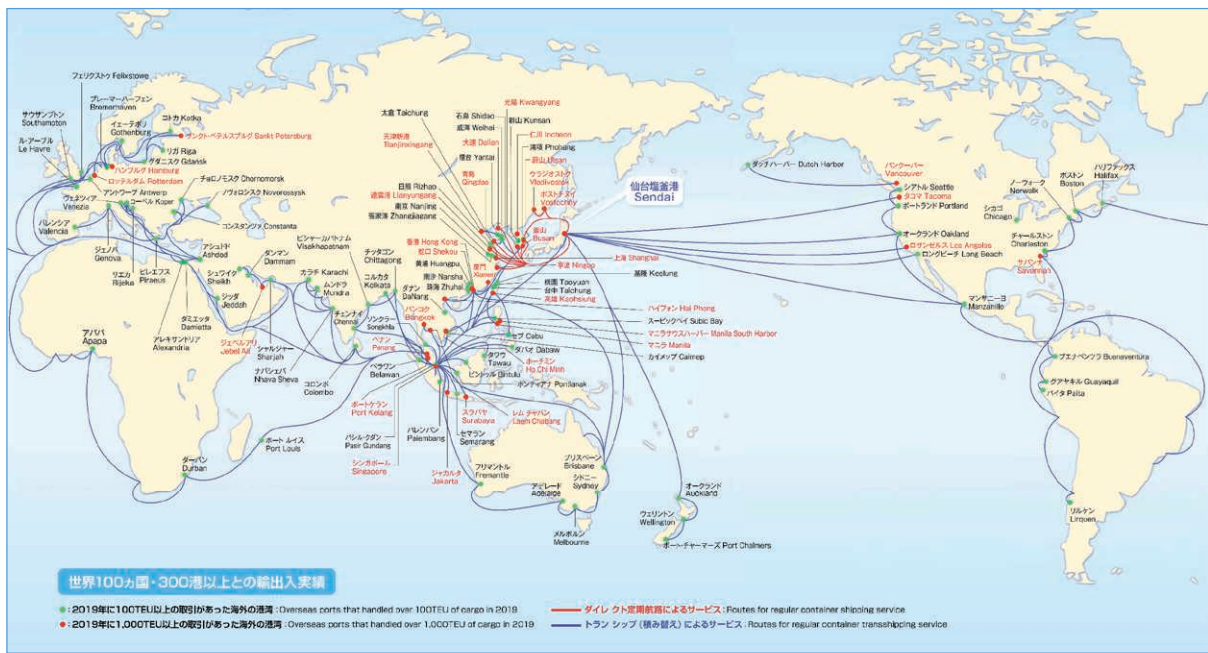 フェリクストウ Felixstowe
ブレーマーハーフェン
Bremerhaven
サウサンプトン
Southampton
イェーテボリ
Gothenburg
コトカ Kotka
サンクト・ペテルスブルグ Sankt Petersburg
ル・アーブル
Le Havre
リガ Riga
グダニスク Gdańsk
ハンブルグ Hamburg
ロッテルダム Rotterdam
アントワープ Antwerp
コーペル Koper
ヴェネツィア
Venezia
チョロノモスク Chornomorsk
ノヴォロシスク Novorossysk
コンスタンツァ Constanta
バレンシア
Valencia
ジェノバ
Genova
リエカ
Rijeka
ピレエフス
Piraeus
アシュドド
Ashdod
シュワイク
Sheikh
ジッダ
Jeddah
ダミエッタ
Damietta
アレキサンドリア
Alexandria
ダンマン
Dammam
ジェベルアリ
Jebel Ali
シャルジャー
Sharjah
ナバシェバ
Nhava Sheva
カラチ Karachi
ムンドラ
Mundra
ビシャーカパトナム
Visakhapatnam
チッタゴン
Chittagong
コルカタ
Kolkata
チェンナイ
Chennai
コロンボ
Colombo
アパパ
Apapa
ダーバン
Durban
ポート ルイス
Port Louis
太倉 Taichung
天津新港
Tianjinxingang
石島 Shidao
威海 Weihai
大連 Dalian
煙台 Yantai
青島
Qingdao
光陽 Kwangyang
群山 Kunsan
仁川 Incheon
浦項 Phohang
蔚山 Ulsan
ウラジオストク
Vladivostok
ボストチヌイ
Vostochny
釜山
Busan
仙台塩釜港
Sendai
日照 Rizhao
連雲港 Lianyungang
南京 Nanjing
張家港 Zhangjiagang
香港 Hong Kong
蛇口 Shekou
黄浦 Huangpu
南沙 Nansha
珠海 Zhuhai
厦門
Xiamen
上海 Shanghai
寧波 Ningbo
基隆 Keelung
桃園 Taoyuan
台中 Taichung
高雄 Kaohsiung
ダナン
DaNang
バンコク
Bangkok
ソンクラー
Songkhla
ペナン
Penang
ベラワン
Belawan
ハイフォン Hai Phong
スービックベイ Subic Bay
マニラサウスハーバー Manila South Harbor
マニラ Manila
カイメップ Caimep
セブ Cebu
ダバオ Dabaw
ホーチミン
Ho Chi Minh
タワウ
Tawau
ビントゥル Bintulu
ポンティアナ Pontianak
レム チャバン
Laem Chabang
ポートケラン
Port Kelang
パシル・グダン
Pasir Gundang
シンガポール
Singapore
パレンバン
Palembang
ジャカルタ
Jakarta
スラバヤ
Surabaya
セマラン
Semarang
フリマントル
Fremantle
アデレード
Adelaide
メルボルン
Melbourne
ブリスベーン
Brisbane
シドニー
Sydney
オークランド
Auckland
ウェリントン
Wellington
ポート・チャーマーズ Port Chalmers
ダッチハーバー Dutch Harbor
バンクーバー
Vancouver
シアトル Seattle
タコマ Tacoma
ポートランド Portland
オークランド Oakland
ロサンゼルス Los Angeles
ロングビーチ Long Beach
シカゴ
Chicago
ノーウォーク
Norwalk
ボストン
Boston
ハリファックス
Halifax
チャールストン
Charleston
サバンナ
Savannah
マンサニーヨ
Manzanillo
ブエナベンツラ Buenaventura
グアヤキル Guayaquil
パイタ Paita
リルケン
Lirquen
世界100ヵ国・300港以上との輸出入実績
:2019年に100TEU以上の取引があった海外の港湾:Overseas ports that handled over 100TEU of cargo in 2019
:2019年に1,000TEU以上の取引があった海外の港湾:Overseas ports that handled over 1,000TEU of cargo in 2019
ダイレ クト定期航路によるサービス:Routes for regular container shipping service
トラン シップ(積み替え)によるサービス:Routes for regular container transshipping service